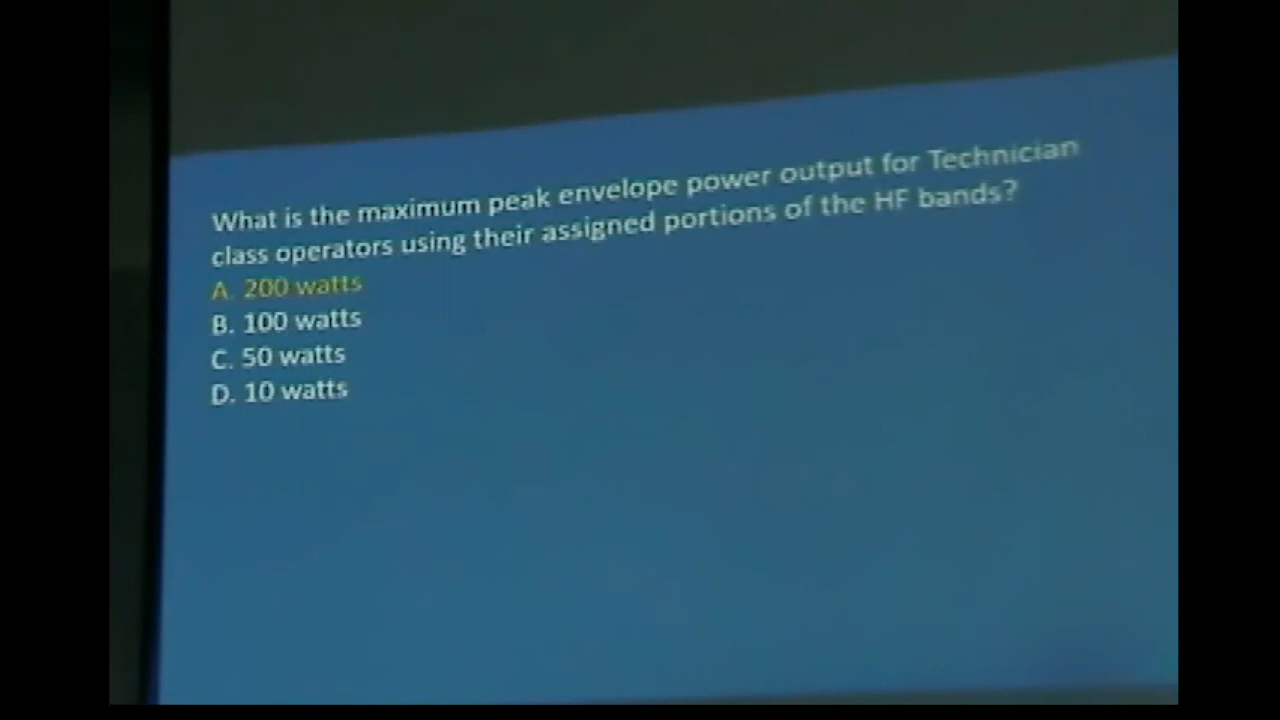 What is the maximum peak envelope power output for Technician
class operators using their assigned portions of the HF bands?
A. 200 watts
B. 100 watts
C. 50 watts
D. 10 watts